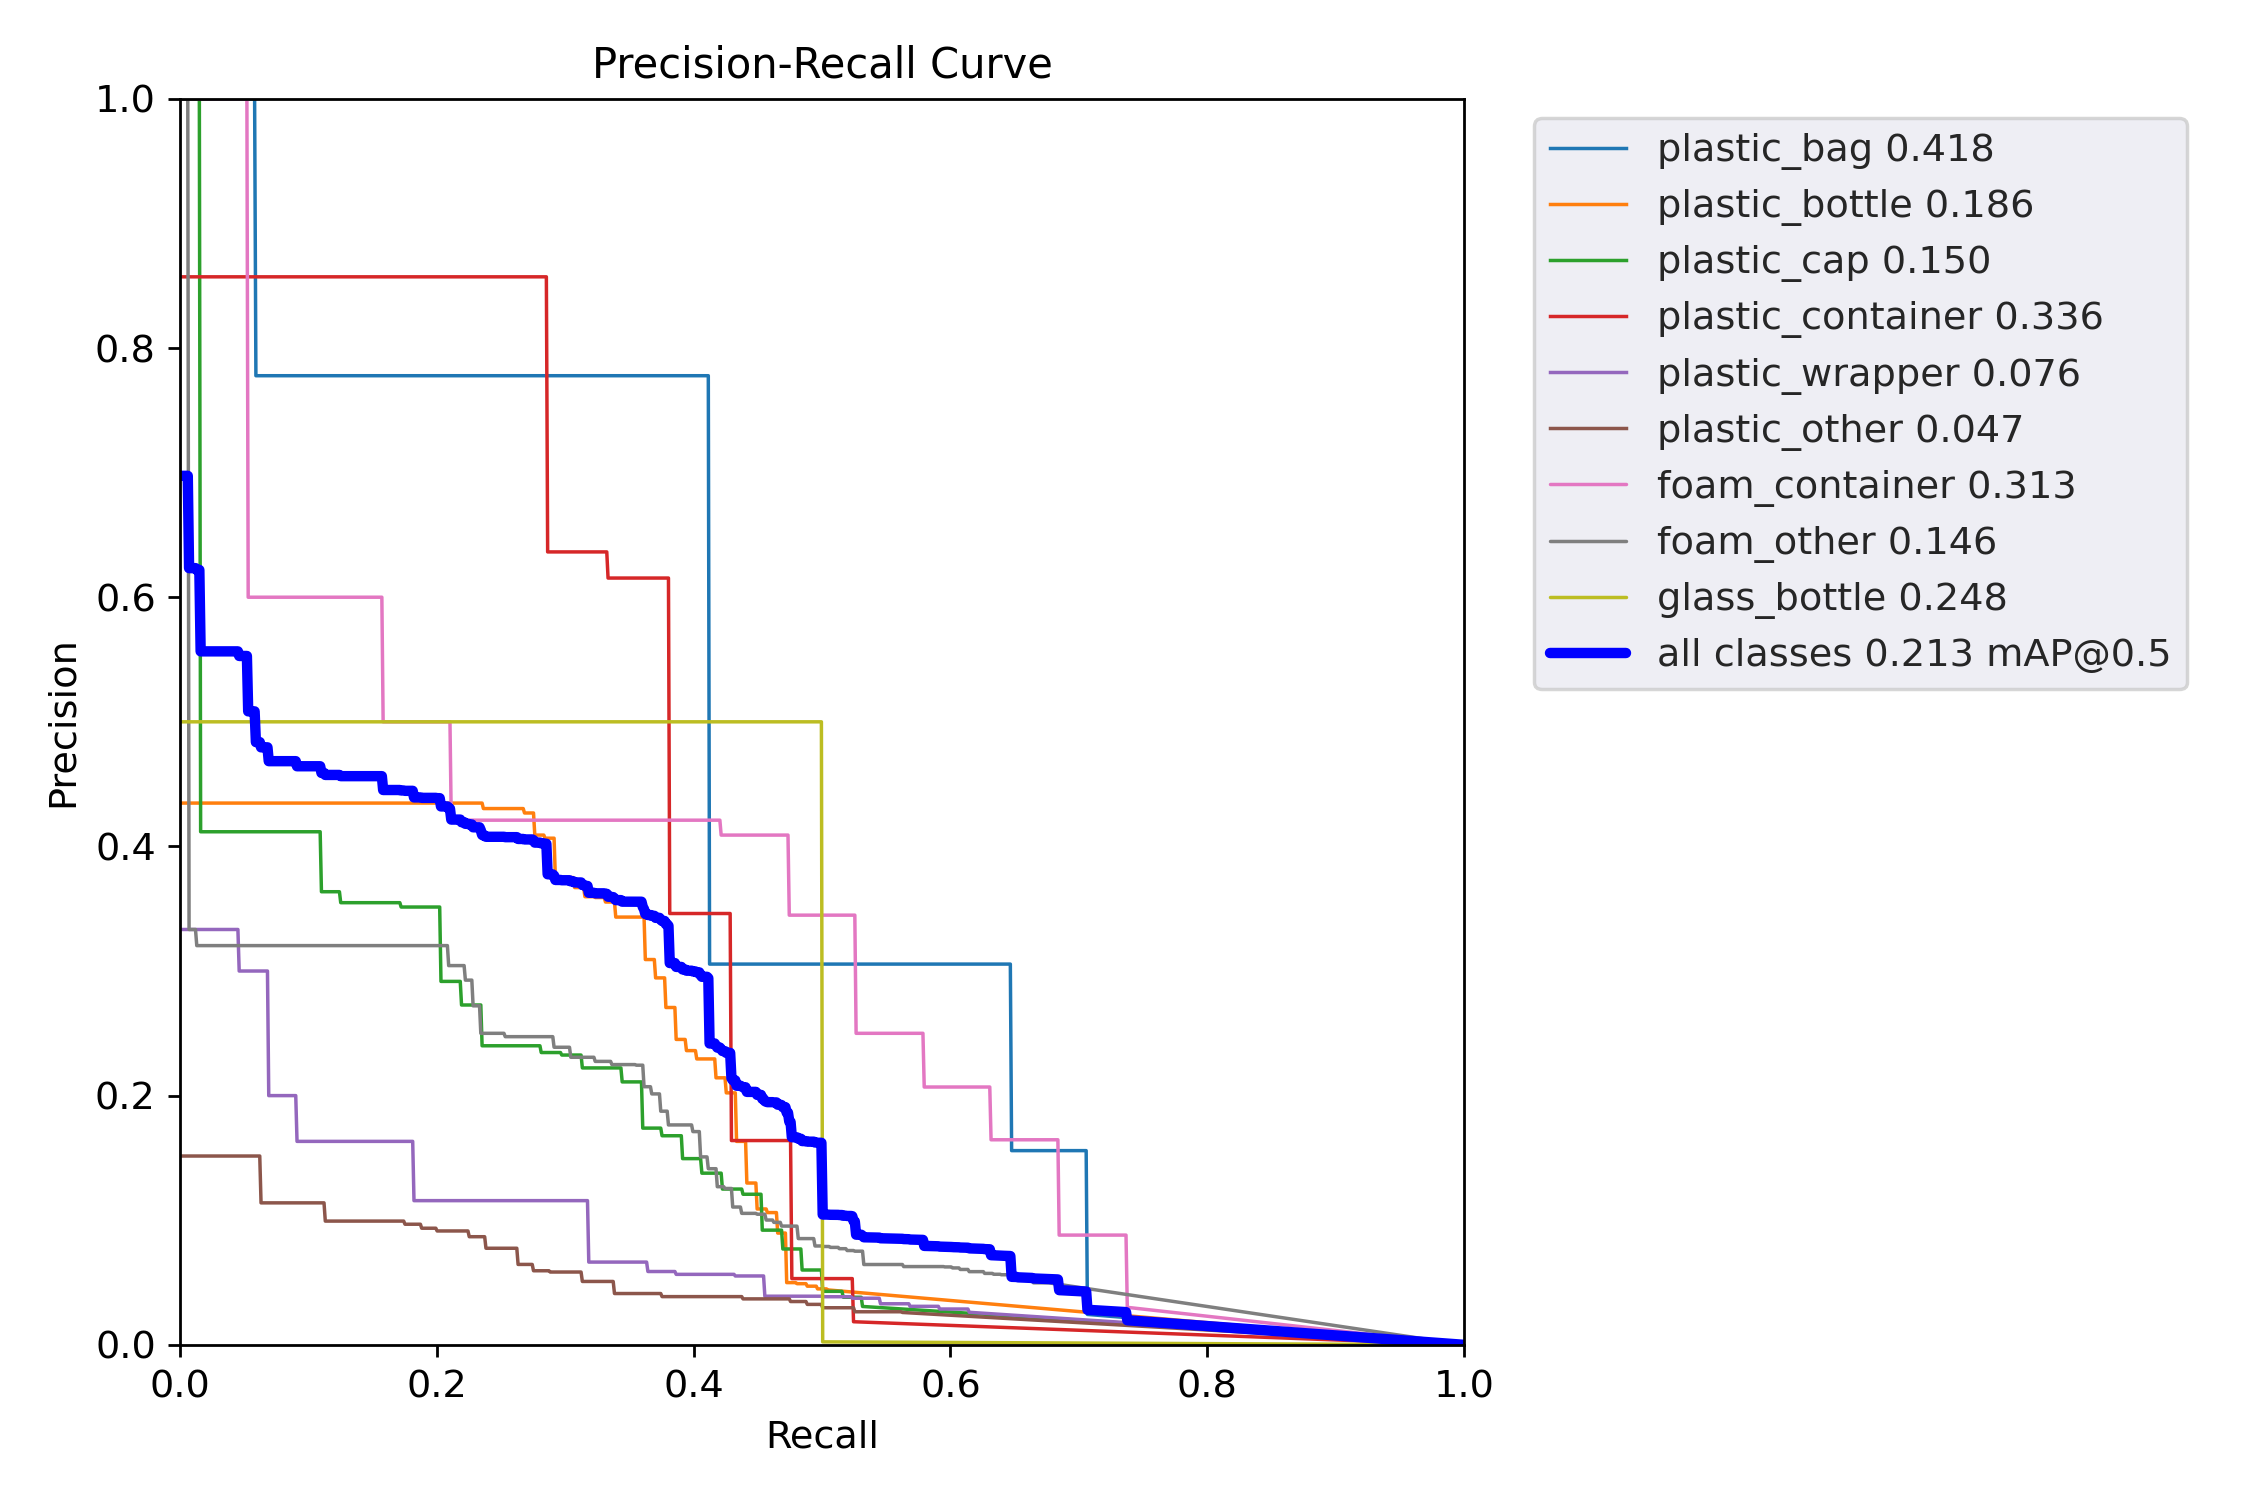 Precision-Recall Curve
1.0
0.8
0.6
0.4
0.2
0.0
Precision
0.0 0.2 0.4 0.6 0.8 1.0
Recall
plastic_bag 0.418
plastic_bottle 0.186
plastic_cap 0.150
plastic_container 0.336
plastic_wrapper 0.076
plastic_other 0.047
foam_container 0.313
foam_other 0.146
glass_bottle 0.248
all classes 0.213 mAP@0.5